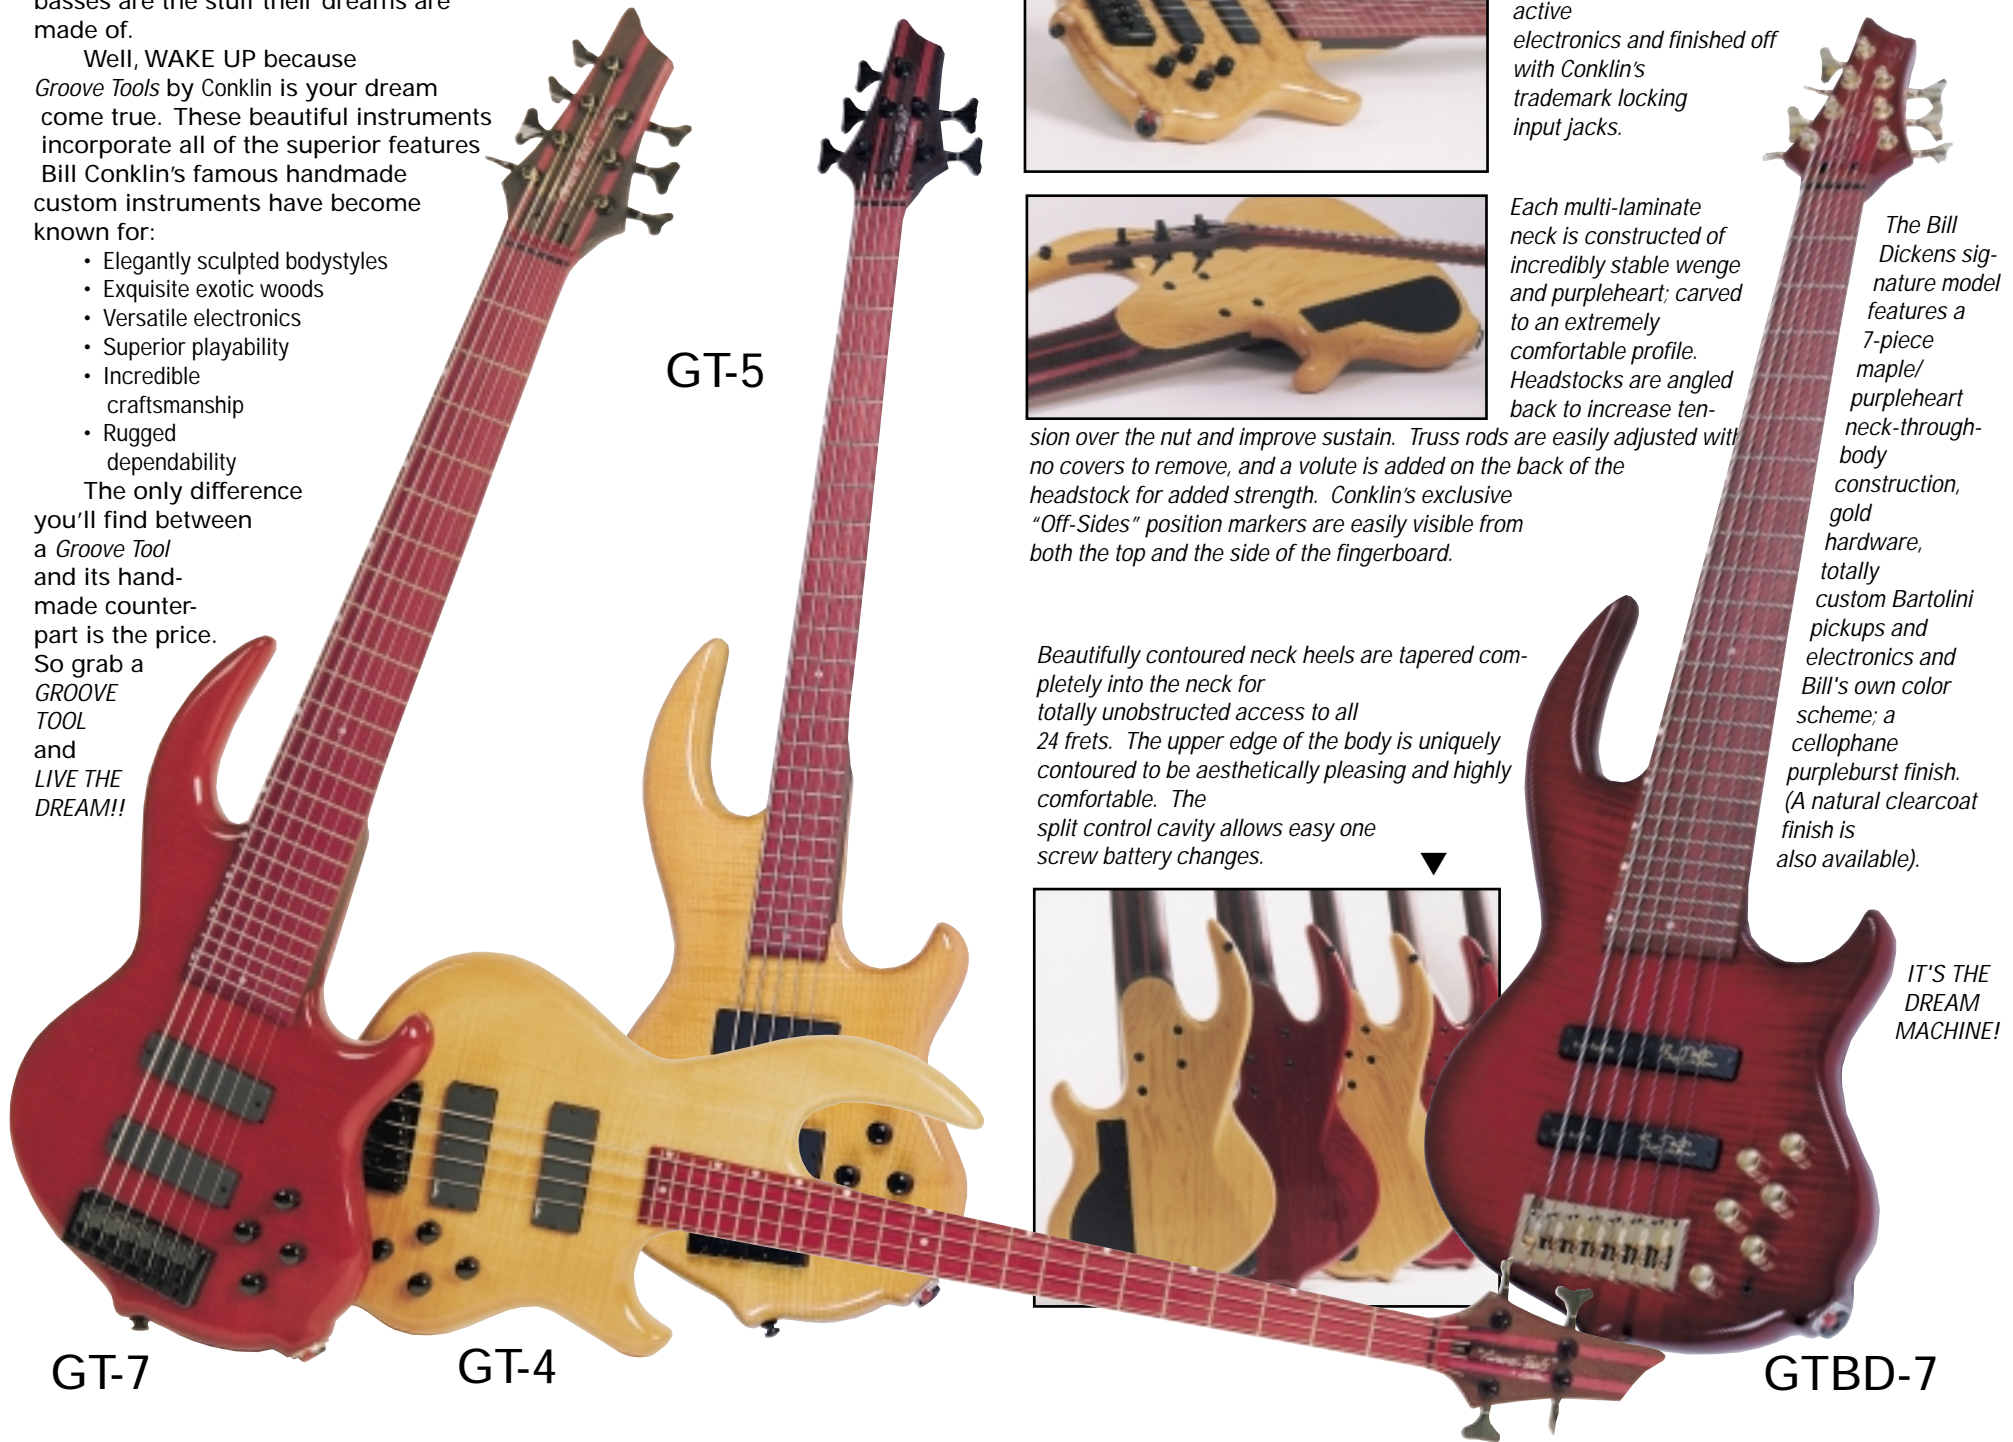 basses are the stuff their dreams are
made of.
Well, WAKE UP because
Groove Tools by Conklin is your dream
come true. These beautiful instruments
incorporate all of the superior features
Bill Conklin's famous handmade
custom instruments have become
known for:
• Elegantly sculpted bodystyles
• Exquisite exotic woods
• Versatile electronics
• Superior playability
• Incredible
craftsmanship
• Rugged
dependability
The only difference
you'll find between
a Groove Tool
and its hand-
made counter-
part is the price.
So grab a
GROOVE
TOOL
and
LIVE THE
DREAM!!
GT-7
GT-4
GT-5
active
electronics and finished off
with Conklin's
trademark locking
input jacks.
Each multi-laminate
neck is constructed of
incredibly stable wenge
and purpleheart; carved
to an extremely
comfortable profile.
Headstocks are angled
back to increase ten-
sion over the nut and improve sustain. Truss rods are easily adjusted with
no covers to remove, and a volute is added on the back of the
headstock for added strength. Conklin's exclusive
“Off-Sides” position markers are easily visible from
both the top and the side of the fingerboard.
Beautifully contoured neck heels are tapered com-
pletely into the neck for
totally unobstructed access to all
24 frets. The upper edge of the body is uniquely
contoured to be aesthetically pleasing and highly
comfortable. The
split control cavity allows easy one
screw battery changes.
The Bill
Dickens sig-
nature model
features a
7-piece
maple/
purpleheart
neck-through-
body
construction,
gold
hardware,
totally
custom Bartolini
pickups and
electronics and
Bill's own color
scheme; a
cellophane
purpleburst finish.
(A natural clearcoat
finish is
also available).
IT'S THE
DREAM
MACHINE!
GTBD-7